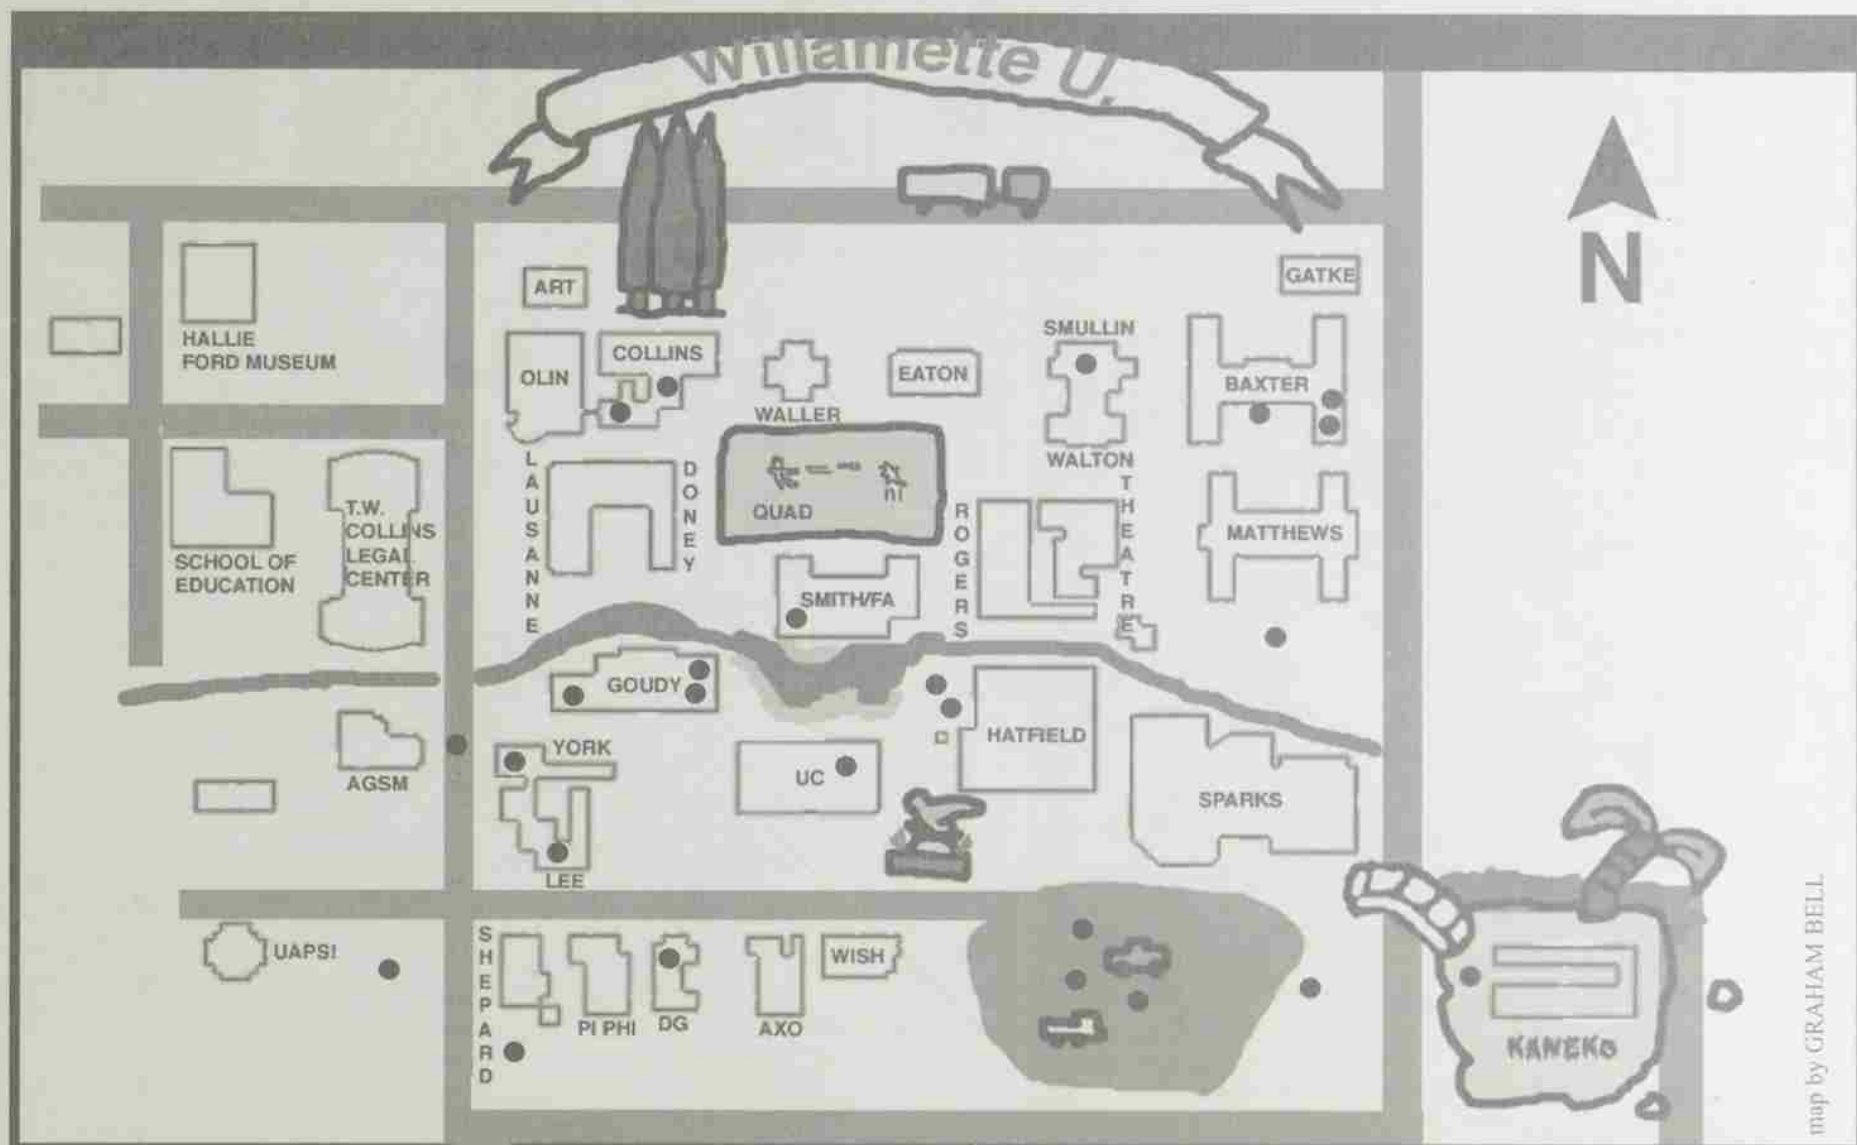 Willamette U.
N
ART
GATKE
HALLIE
FORD MUSEUM
SMULLIN
COLLINS
OLIN
EATON
BAXTER
WALLER
WALTON
LAUSANNE
DONEY
QUAD
ROGERS
THEATRE
MATTHEWS
T.W.
COLLINS
LEGAL
CENTER
SCHOOL OF
EDUCATION
SMITH/FA
GOUDY
HATFIELD
YORK
UC
AGSM
SPARKS
LEE
SHEPARD
UAPS!
WISH
PI PHI
DG
AXO
KANEKO
map by GRAHAM BELL